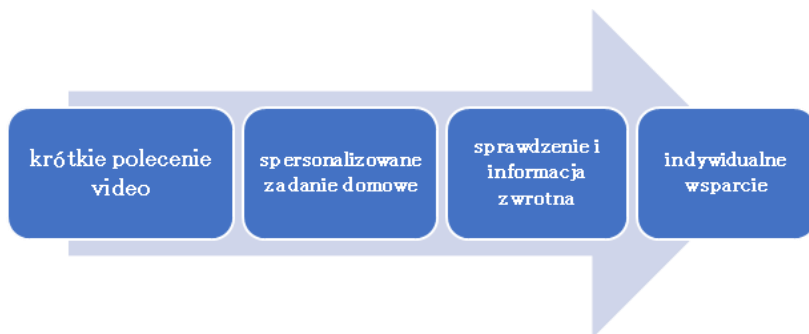 krótkie polecenie
video
spersonalizowane
zadanie domowe
sprawdzenie i
informacja
zwrotna
indywidualne
wsparcie